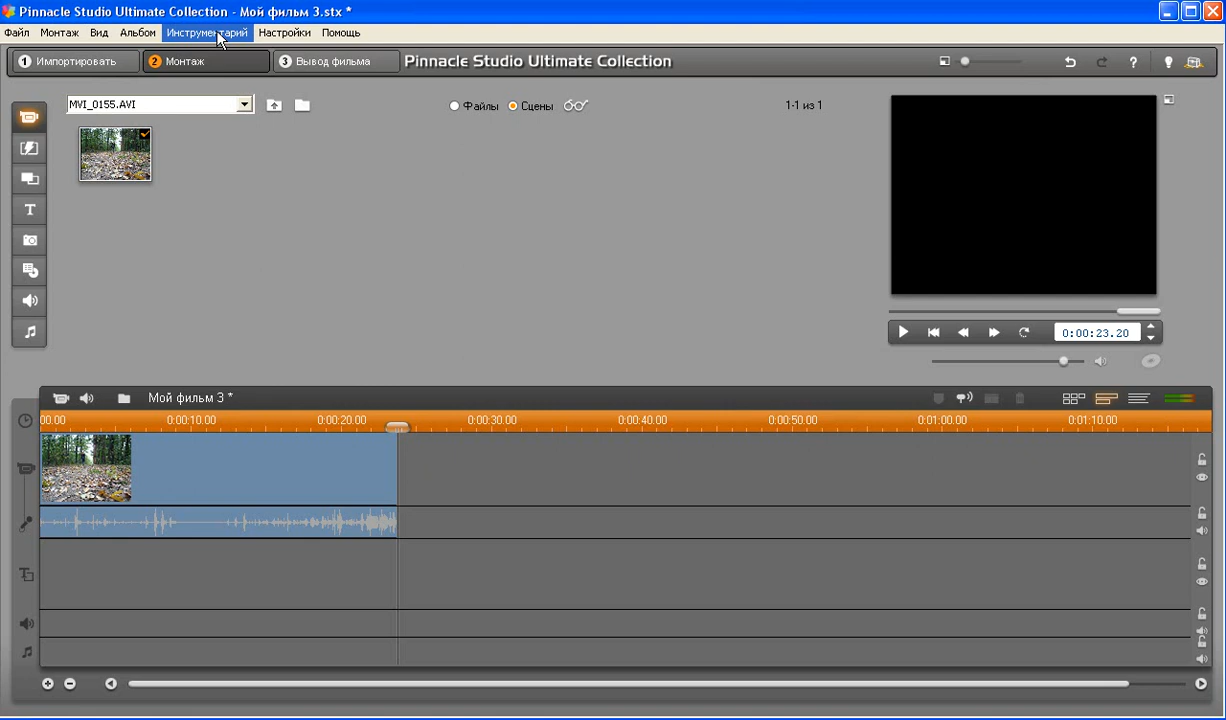 Pinnacle Studio Ultimate Collection - Мой фильм 3.stx *
Файл Монтаж Вид Альбом Инструментарий Настройки Помощь
1 Импортировать 2 Монтаж 3 Вывод фильма Pinnacle Studio Ultimate Collection ?
MVI_0155.AVI Файлы Сцены 1-1 из 1
T
0:00:23.20
Мой фильм 3 *
00.00 0:00:10.00 0:00:20.00 0:00:30.00 0:00:40.00 0:00:50.00 0:01:00.00 0:01:10.00